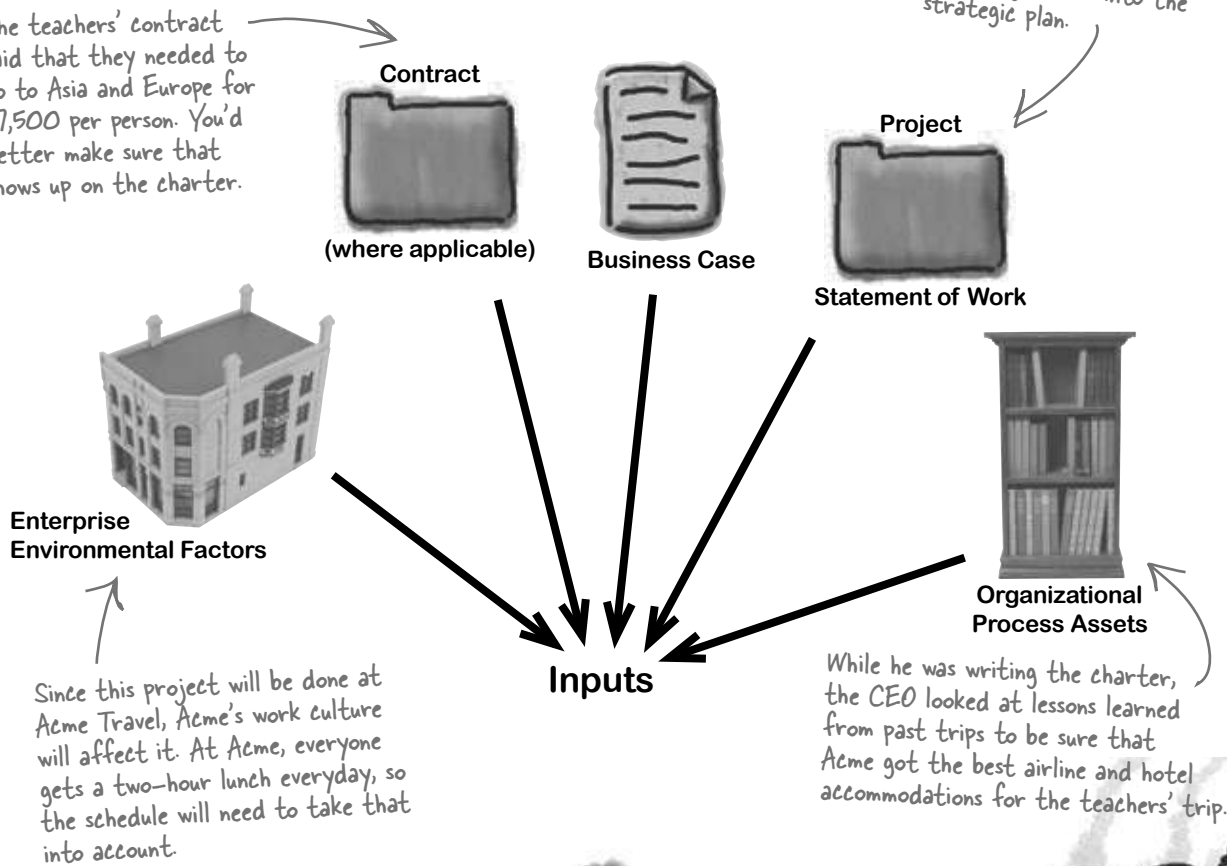 he teachers' contract
aid that they needed to
o to Asia and Europe for
7,500 per person. You'd
etter make sure that
hows up on the charter.
into the
strategic plan.
Contract
(where applicable)
Business Case
Project
Statement of Work
Enterprise
Environmental Factors
Organizational
Process Assets
Inputs
Since this project will be done at
Acme Travel, Acme's work culture
will affect it. At Acme, everyone
gets a two-hour lunch everyday, so
the schedule will need to take that
into account.
While he was writing the charter,
the CEO looked at lessons learned
from past trips to be sure that
Acme got the best airline and hotel
accommodations for the teachers' trip.